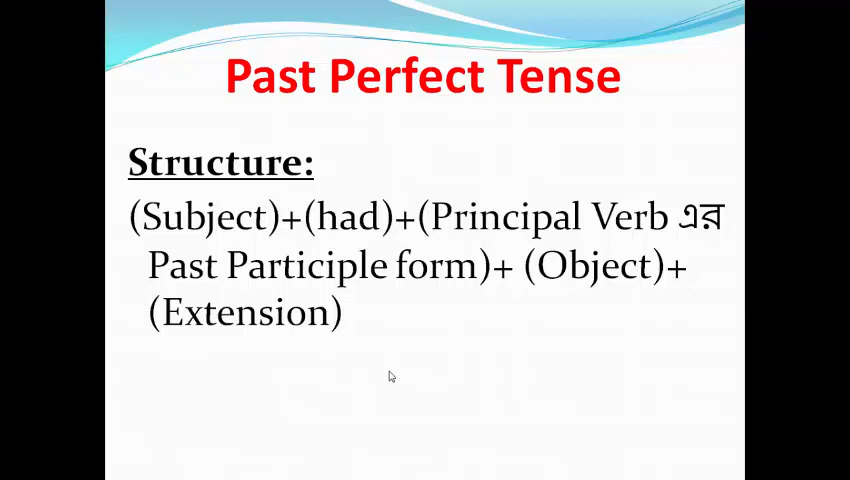 Past Perfect Tense
Structure:
(Subject)+(had)+(Principal Verb এর
Past Participle form)+ (Object)+
(Extension)